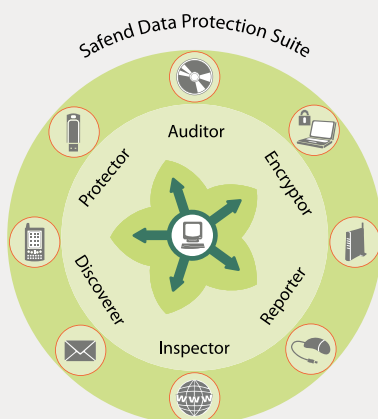 Safend Data Protection Suite
Auditor
Encryptor
Reporter
Inspector
Discoverer
Protector
www